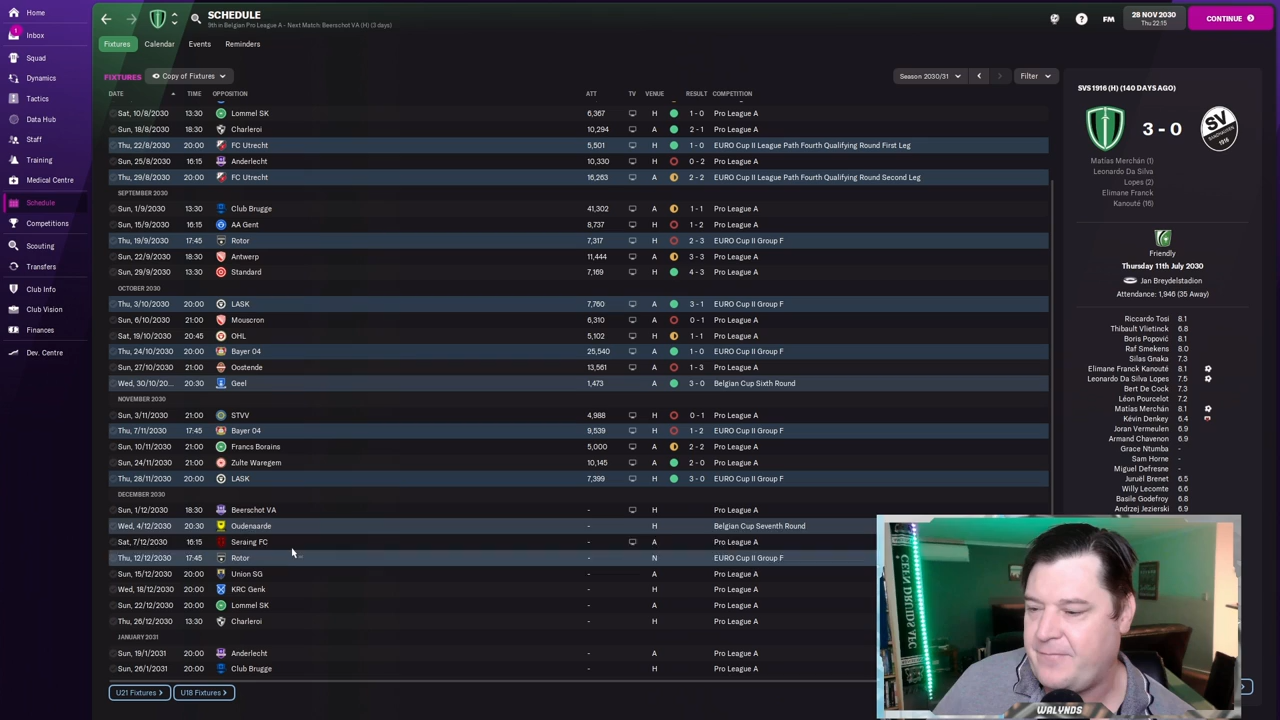 Home
SCHEDULE
9th in Belgian Pro League A - Next Match: Beerschot VA (H) (3 days)
FM
28 NOV 2030
Thu 22:15
CONTINUE
1
Inbox
Squad
Dynamics
Tactics
Data Hub
Staff
Training
Medical Centre
Schedule
Competitions
Scouting
Transfers
Club Info
Club Vision
Finances
Dev. Centre
Fixtures
Calendar
Events
Reminders
FIXTURES
Copy of Fixtures
Season 2030/31
Filter
DATE TIME OPPOSITION ATT TV VENUE RESULT COMPETITION
Sat, 10/8/2030 13:30 Lommel SK 6,367 H 1 - 0 Pro League A
Sun, 18/8/2030 18:30 Charleroi 10,294 A 2 - 1 Pro League A
Thu, 22/8/2030 20:00 FC Utrecht 5,501 H 1 - 0 EURO Cup II League Path Fourth Qualifying Round First Leg
Sun, 25/8/2030 16:15 Anderlecht 10,330 H 0 - 2 Pro League A
Thu, 29/8/2030 20:00 FC Utrecht 16,263 A 2 - 2 EURO Cup II League Path Fourth Qualifying Round Second Leg
SEPTEMBER 2030
Sun, 1/9/2030 13:30 Club Brugge 41,302 A 1 - 1 Pro League A
Sun, 15/9/2030 16:15 AA Gent 8,737 H 1 - 2 Pro League A
Thu, 19/9/2030 17:45 Rotor 7,317 H 2 - 3 EURO Cup II Group F
Sun, 22/9/2030 18:30 Antwerp 11,444 A 3 - 3 Pro League A
Sun, 29/9/2030 13:30 Standard 7,169 H 4 - 3 Pro League A
OCTOBER 2030
Thu, 3/10/2030 20:00 LASK 7,760 A 3 - 1 EURO Cup II Group F
Sun, 6/10/2030 21:00 Mouscron 6,310 A 0 - 1 Pro League A
Sat, 19/10/2030 20:45 OHL 5,102 H 1 - 1 Pro League A
Thu, 24/10/2030 20:00 Bayer 04 25,540 A 1 - 0 EURO Cup II Group F
Sun, 27/10/2030 21:00 Oostende 13,561 A 1 - 3 Pro League A
Wed, 30/10/20... 20:30 Geel 1,473 A 3 - 0 Belgian Cup Sixth Round
NOVEMBER 2030
Sun, 3/11/2030 21:00 STVV 4,988 H 0 - 1 Pro League A
Thu, 7/11/2030 17:45 Bayer 04 9,539 H 1 - 2 EURO Cup II Group F
Sun, 10/11/2030 21:00 Francs Borains 5,000 A 2 - 2 Pro League A
Sun, 24/11/2030 21:00 Zulte Waregem 10,145 A 2 - 0 Pro League A
Thu, 28/11/2030 20:00 LASK 7,399 H 3 - 0 EURO Cup II Group F
DECEMBER 2030
Sun, 1/12/2030 18:30 Beerschot VA - H Pro League A
Wed, 4/12/2030 20:30 Oudenaarde - H Belgian Cup Seventh Round
Sat, 7/12/2030 16:15 Seraing FC - A Pro League A
Thu, 12/12/2030 17:45 Rotor - N EURO Cup II Group F
Sun, 15/12/2030 20:00 Union SG - A Pro League A
Wed, 18/12/2030 20:00 KRC Genk - H Pro League A
Sun, 22/12/2030 20:00 Lommel SK - A Pro League A
Thu, 26/12/2030 13:30 Charleroi - H Pro League A
JANUARY 2031
Sun, 19/1/2031 20:00 Anderlecht - A Pro League A
Sun, 26/1/2031 20:00 Club Brugge - H Pro League A
U21 Fixtures
U18 Fixtures
SVS 1916 (H) (140 DAYS AGO)
3 - 0
SV
Matías Merchán (1)
Leonardo Da Silva
Lopes (2)
Elimane Franck
Kanouté (16)
Friendly
Thursday 11th July 2030
Jan Breydelstadion
Attendance: 1,946 (35 Away)
Riccardo Tosi 8.1
Thibault Vlietinck 6.8
Boris Popović 8.1
Raf Smekens 8.0
Silas Gnaka 7.3
Elimane Franck Kanouté 8.1
Leonardo Da Silva Lopes 7.5
Bert De Cock 7.3
Léon Pourcelot 7.2
Matías Merchán 8.1
Kévin Denkey 6.4
Joran Vermeulen 6.9
Armand Chavenon 6.9
Grace Ntumba -
Sam Horne -
Miguel Defresne -
Juruël Brenet 6.5
Willy Lecomte 6.6
Basile Godefroy 6.8
Andrzej Jezierski 6.9
CEFN DRUIDS AFC
WALYNDS